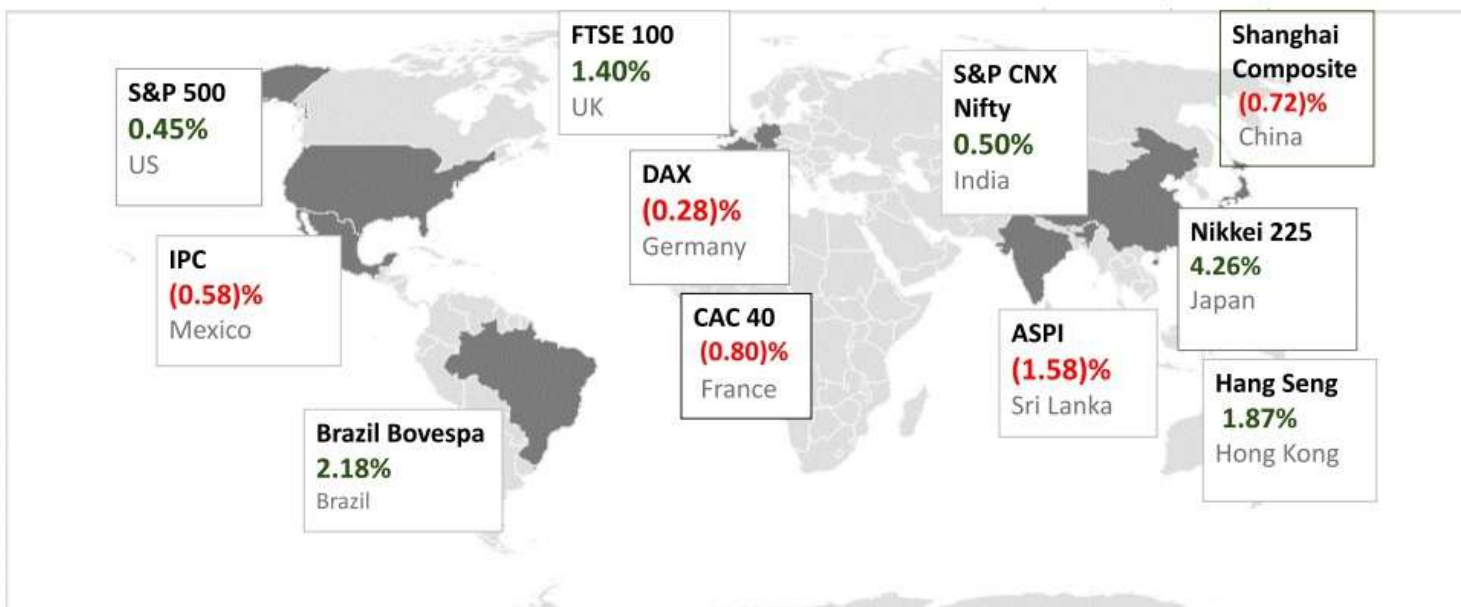 S&P 500
0.45%
US
FTSE 100
1.40%
UK
S&P CNX
Nifty
0.50%
India
Shanghai
Composite
(0.72)%
China
DAX
(0.28)%
Germany
IPC
(0.58)%
Mexico
Nikkei 225
4.26%
Japan
CAC 40
(0.80)%
France
ASPI
(1.58)%
Sri Lanka
Hang Seng
1.87%
Hong Kong
Brazil Bovespa
2.18%
Brazil